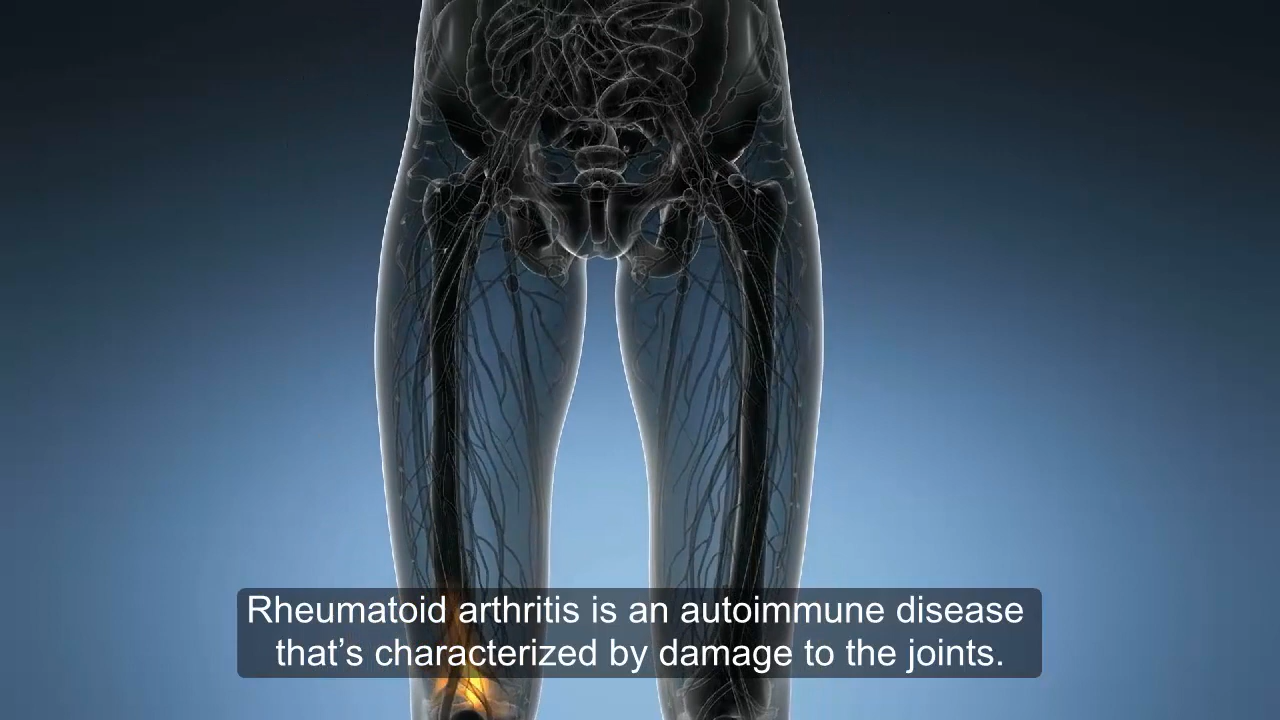 Rheumatoid arthritis is an autoimmune disease
that’s characterized by damage to the joints.